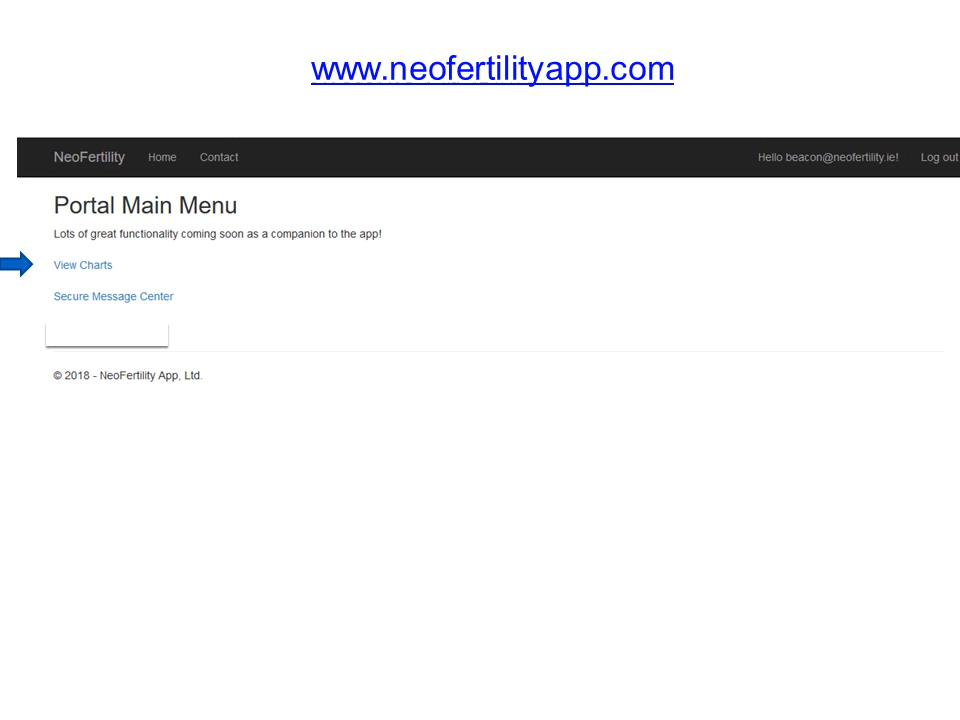 www.neofertilityapp.com
NeoFertility Home Contact Hello beacon@neofertility.ie! Log out
Portal Main Menu
Lots of great functionality coming soon as a companion to the app!
View Charts
Secure Message Center
© 2018 - NeoFertility App, Ltd.